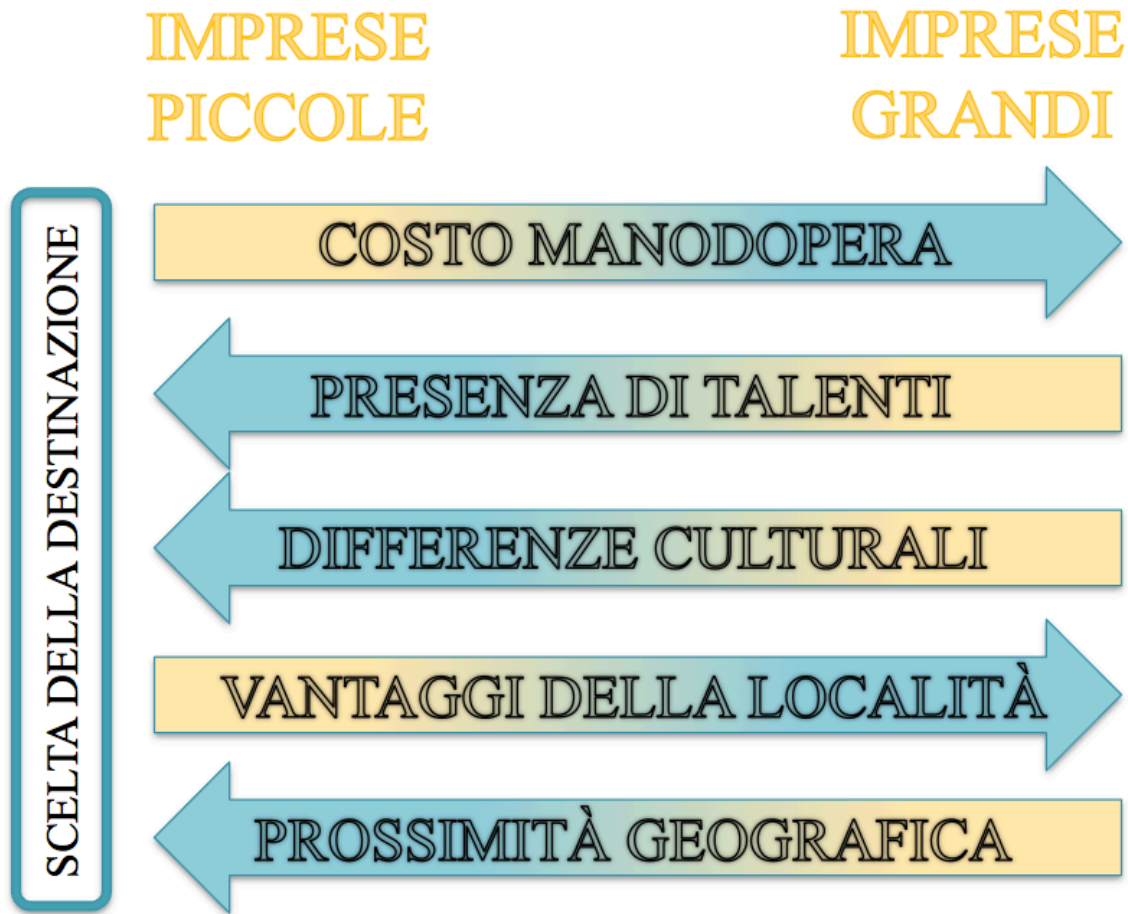 IMPRESE
PICCOLE
IMPRESE
GRANDI
SCELTA DELLA DESTINAZIONE
COSTO MANODOPERA
PRESENZA DI TALENTI
DIFFERENZE CULTURALI
VANTAGGI DELLA LOCALITÀ
PROSSIMITÀ GEOGRAFICA